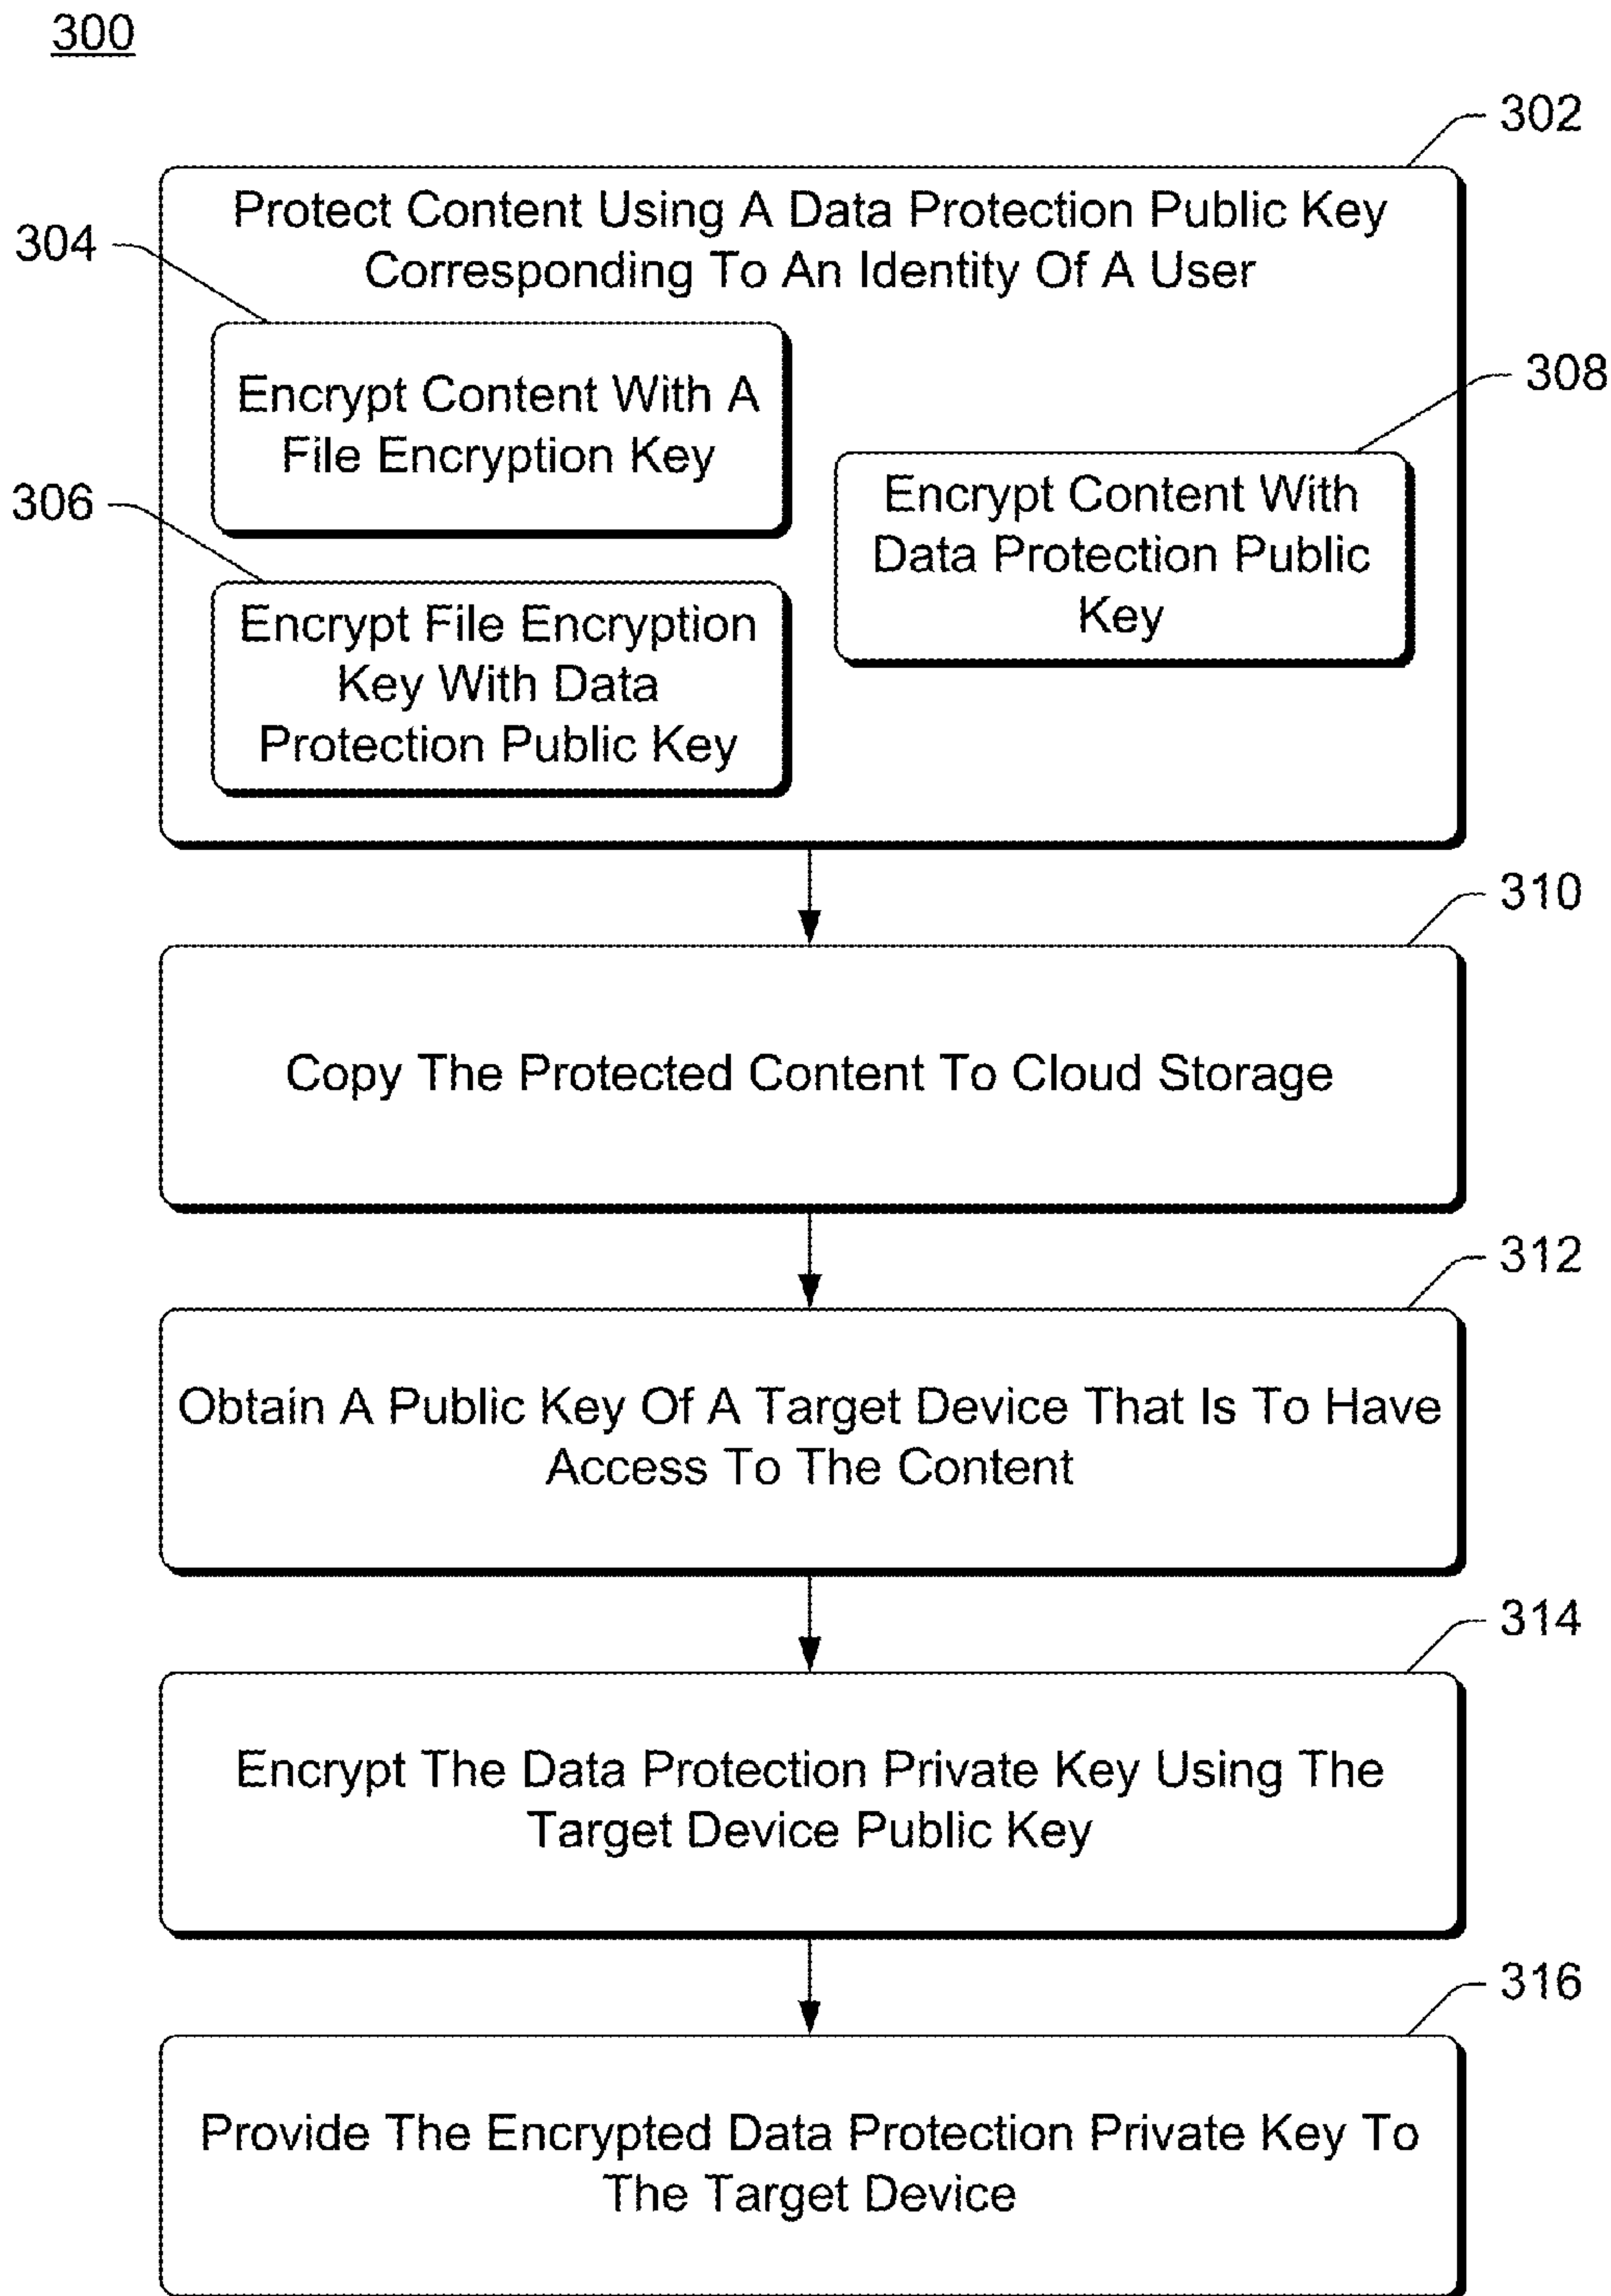 300
302
Protect Content Using A Data Protection Public Key
Corresponding To An Identity Of A User
304
Encrypt Content With A
File Encryption Key
308
Encrypt Content With
Data Protection Public
Key
306
Encrypt File Encryption
Key With Data
Protection Public Key
310
Copy The Protected Content To Cloud Storage
312
Obtain A Public Key Of A Target Device That Is To Have
Access To The Content
314
Encrypt The Data Protection Private Key Using The
Target Device Public Key
316
Provide The Encrypted Data Protection Private Key To
The Target Device